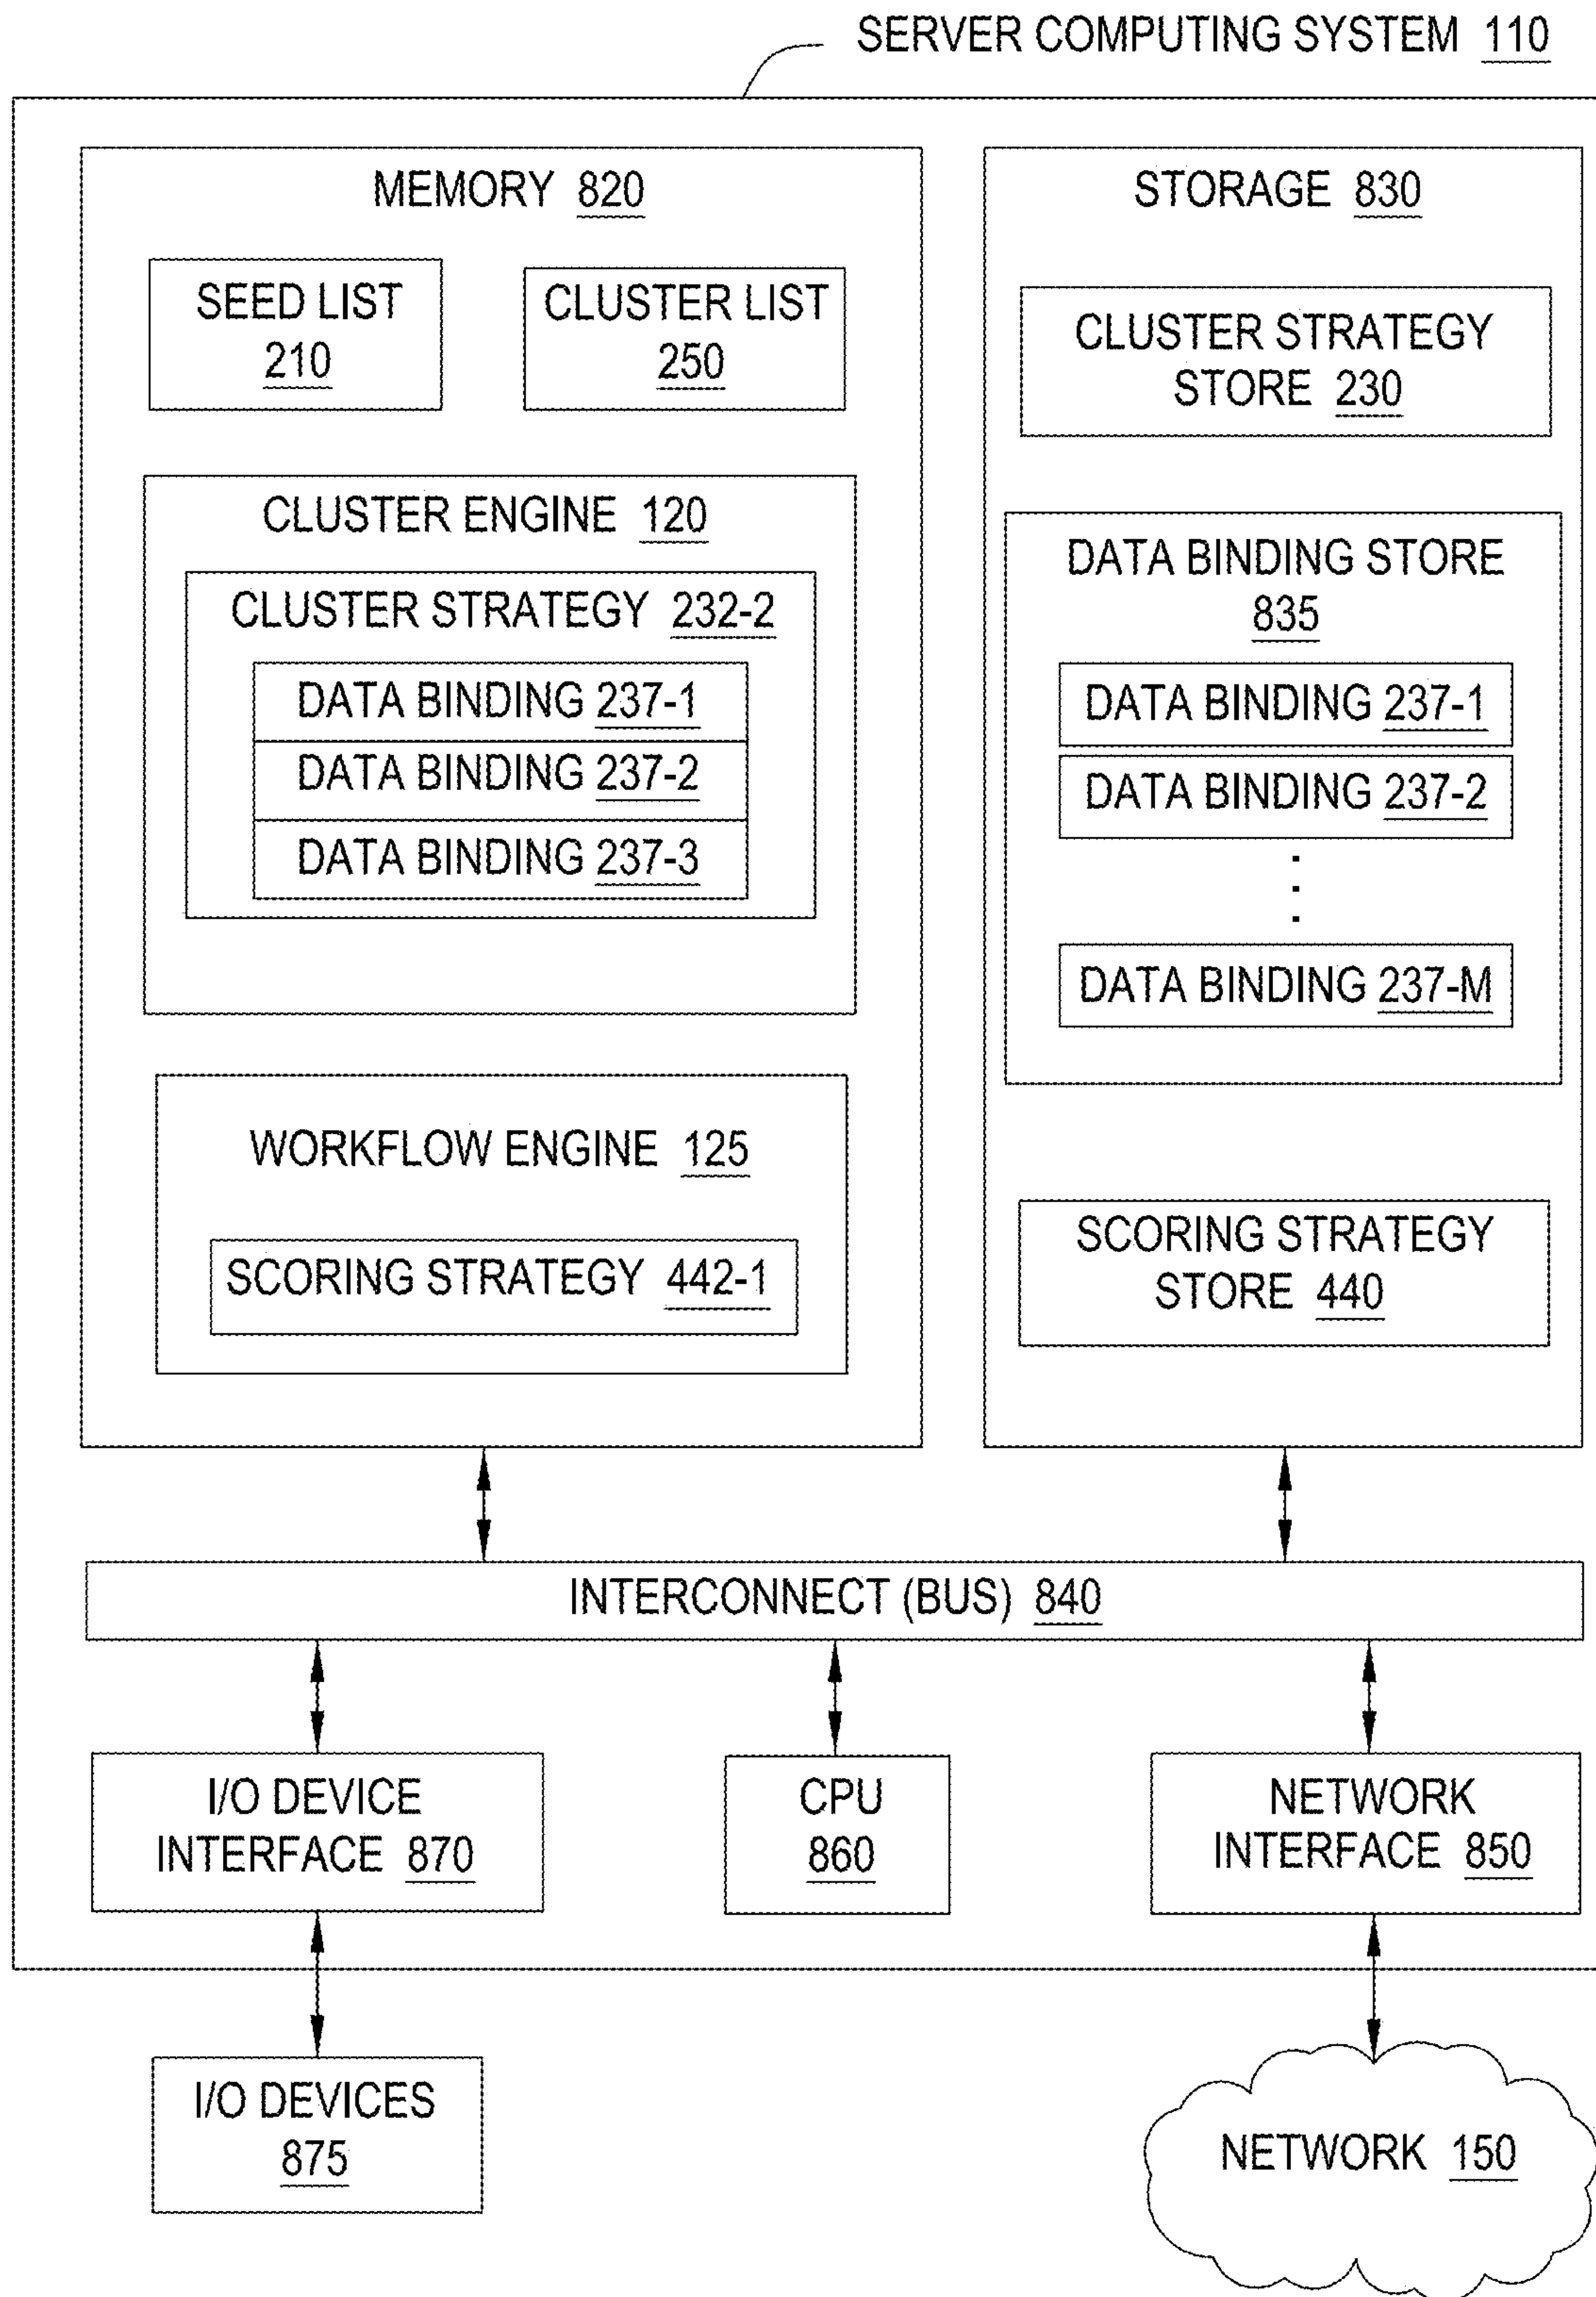 SERVER COMPUTING SYSTEM 110
MEMORY 820
SEED LIST
210
CLUSTER LIST
250
CLUSTER ENGINE 120
CLUSTER STRATEGY 232-2
DATA BINDING 237-1
DATA BINDING 237-2
DATA BINDING 237-3
WORKFLOW ENGINE 125
SCORING STRATEGY 442-1
STORAGE 830
CLUSTER STRATEGY
STORE 230
DATA BINDING STORE
835
DATA BINDING 237-1
DATA BINDING 237-2
DATA BINDING 237-M
SCORING STRATEGY
STORE 440
INTERCONNECT (BUS) 840
I/O DEVICE
INTERFACE 870
CPU
860
NETWORK
INTERFACE 850
I/O DEVICES
875
NETWORK 150